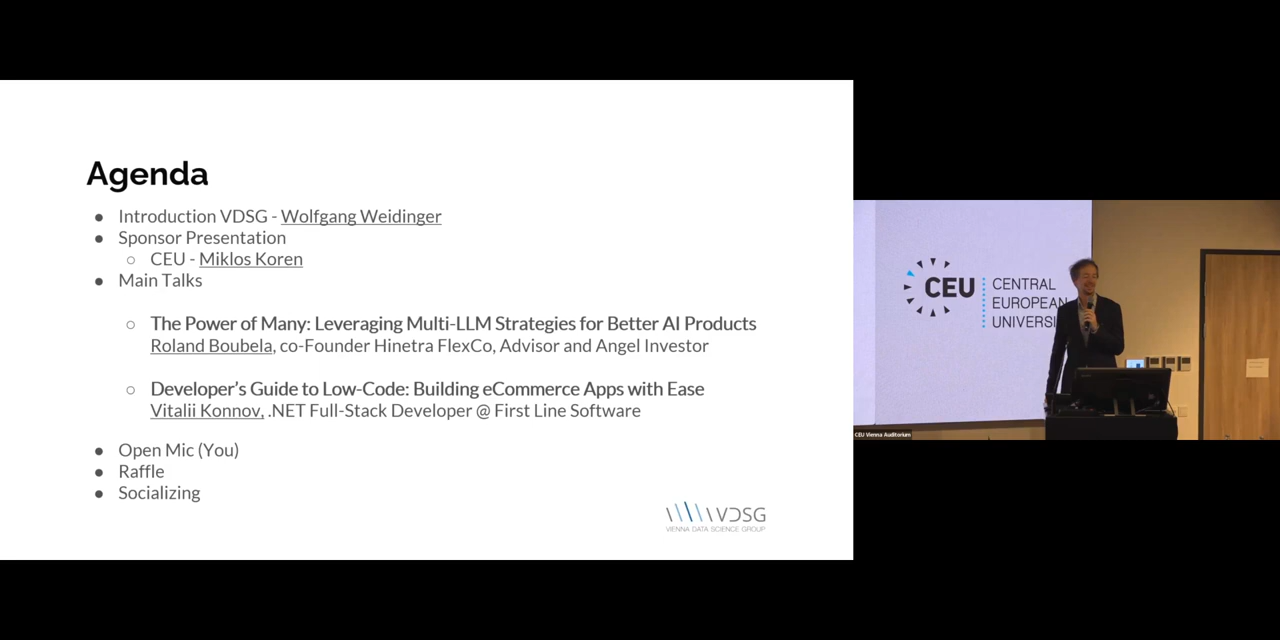 Agenda
● Introduction VDSG - Wolfgang Weidinger
● Sponsor Presentation
○ CEU - Miklos Koren
● Main Talks
○ The Power of Many: Leveraging Multi-LLM Strategies for Better AI Products
Roland Boubela, co-Founder Hinetra FlexCo, Advisor and Angel Investor
○ Developer's Guide to Low-Code: Building eCommerce Apps with Ease
Vitalii Konnov, .NET Full-Stack Developer @ First Line Software
● Open Mic (You)
● Raffle
● Socializing
VDSG
VIENNA DATA SCIENCE GROUP
CEU
CENTRAL
EUROPEAN
UNIVERSI
CEU Vienna Auditorium